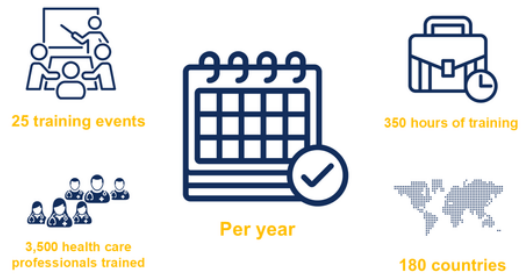 25 training events
350 hours of training
Per year
3,500 health care
professionals trained
180 countries